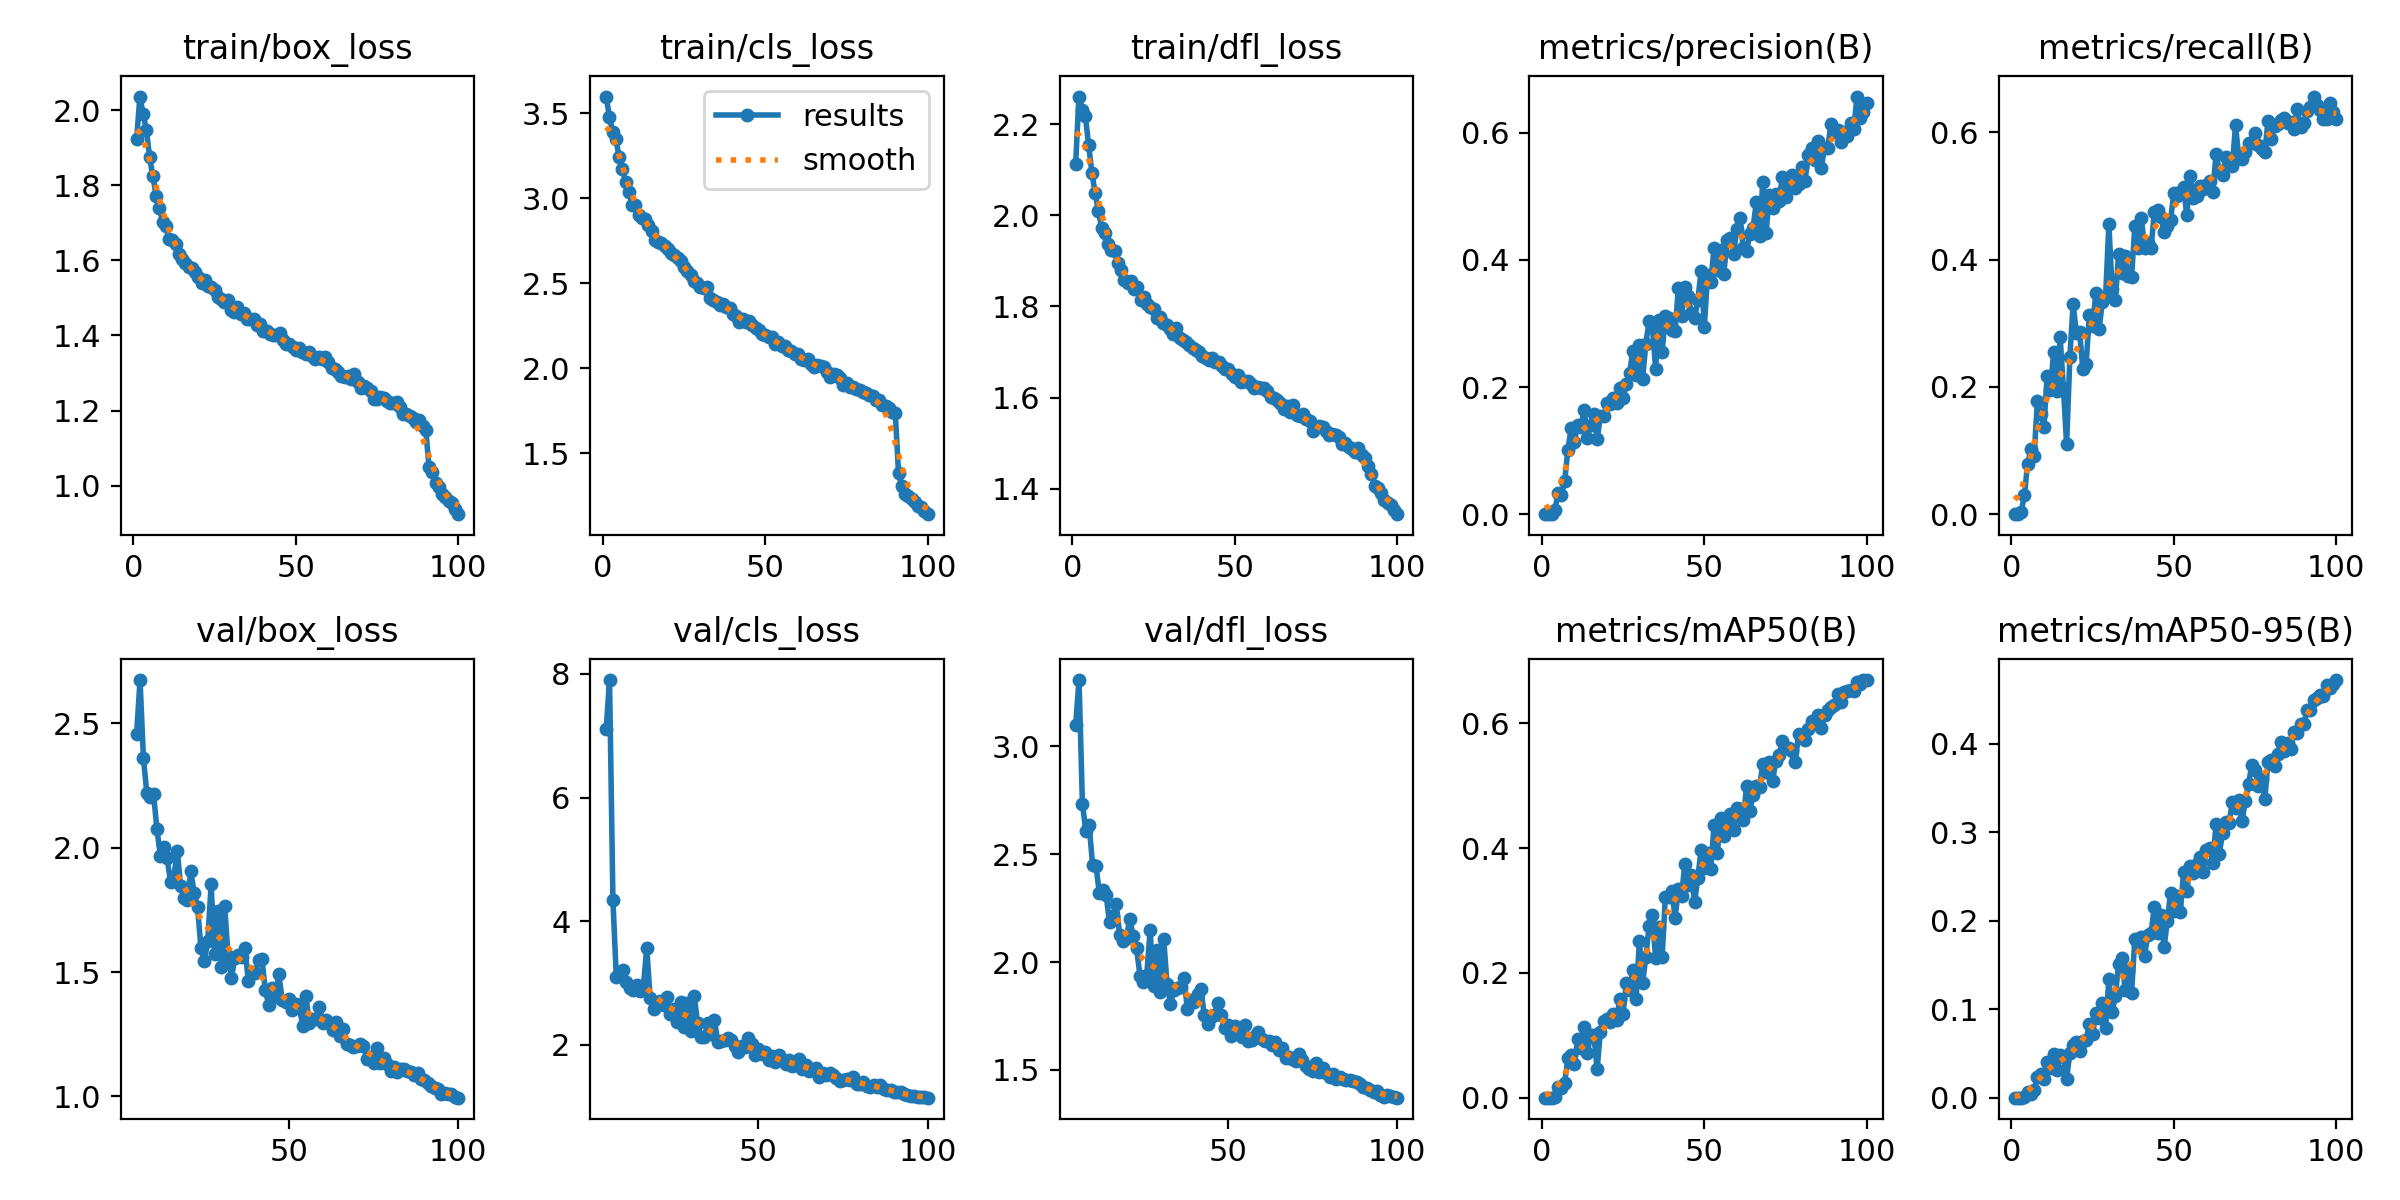 train/box_loss
2.0
1.8
1.6
1.4
1.2
1.0
0 50 100
train/cls_loss
results
smooth
3.5
3.0
2.5
2.0
1.5
0 50 100
train/dfl_loss
2.2
2.0
1.8
1.6
1.4
0 50 100
metrics/precision(B)
0.6
0.4
0.2
0.0
0 50 100
metrics/recall(B)
0.6
0.4
0.2
0.0
0 50 100
val/box_loss
2.5
2.0
1.5
1.0
50 100
val/cls_loss
8
6
4
2
50 100
val/dfl_loss
3.0
2.5
2.0
1.5
50 100
metrics/mAP50(B)
0.6
0.4
0.2
0.0
0 50 100
metrics/mAP50-95(B)
0.4
0.3
0.2
0.1
0.0
0 50 100